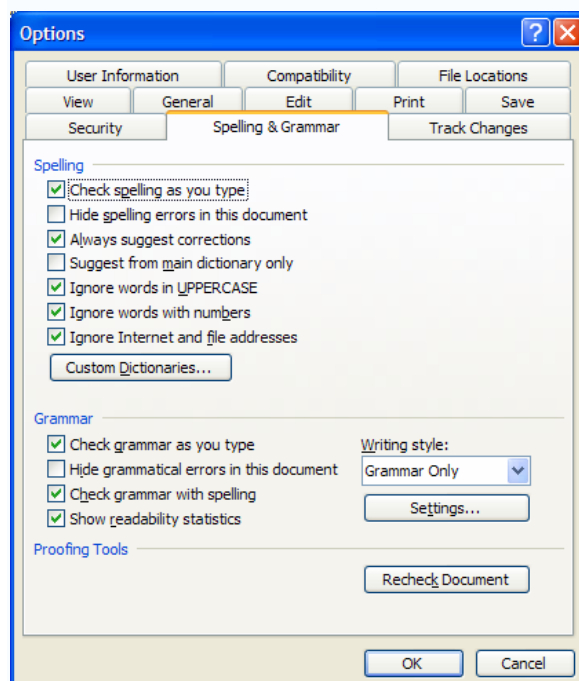 Options
User Information Compatibility File Locations
View General Edit Print Save
Security Spelling & Grammar Track Changes
Spelling
Check spelling as you type
Hide spelling errors in this document
Always suggest corrections
Suggest from main dictionary only
Ignore words in UPPERCASE
Ignore words with numbers
Ignore Internet and file addresses
Custom Dictionaries...
Grammar
Check grammar as you type
Writing style:
Hide grammatical errors in this document
Grammar Only
Check grammar with spelling
Settings...
Show readability statistics
Proofing Tools
Recheck Document
OK Cancel